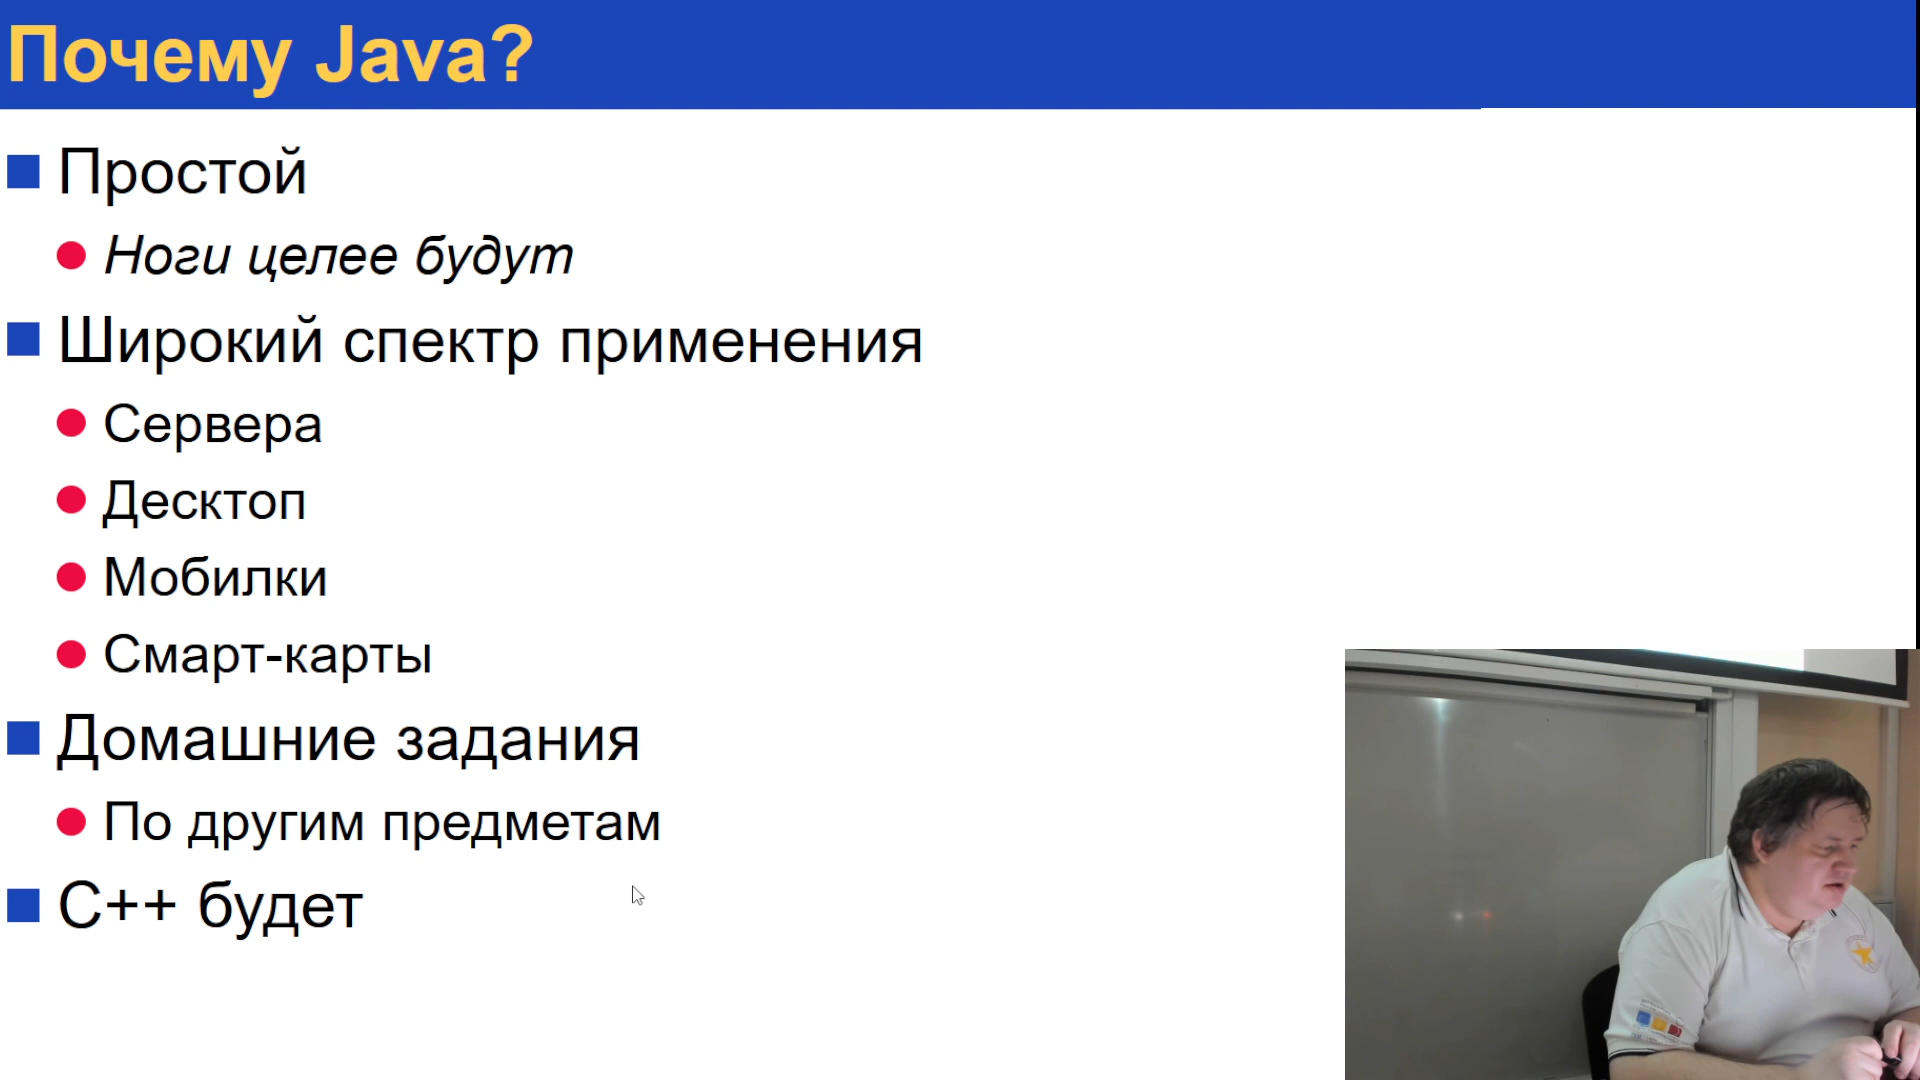 Почему Java?
Простой
Ноги целее будут
Широкий спектр применения
Сервера
Десктоп
Мобилки
Смарт-карты
Домашние задания
По другим предметам
C++ будет